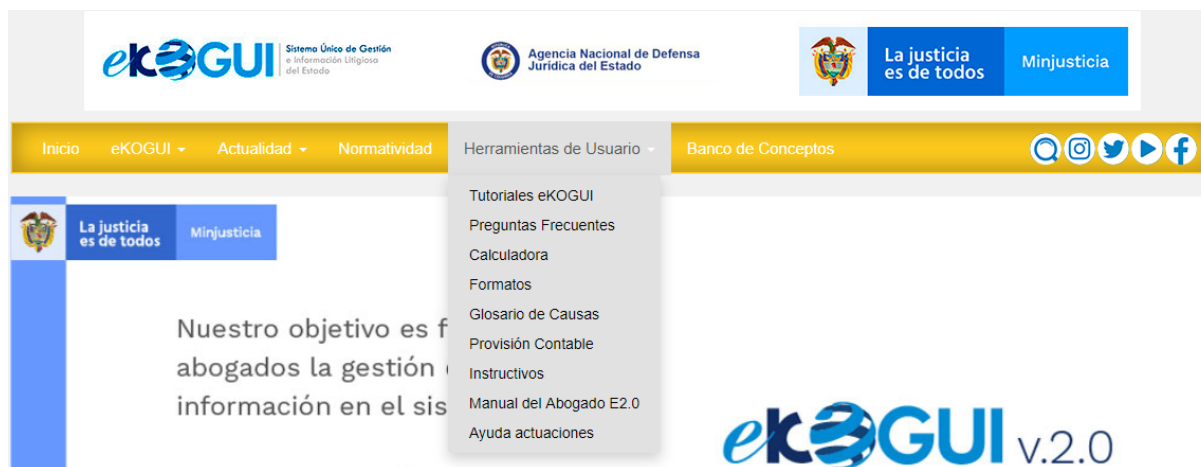 eKOGUI
Sistema Único de Gestión
e Información Litigiosa
del Estado
Agencia Nacional de Defensa
Jurídica del Estado
La justicia
es de todos
Minjusticia
Inicio eKOGUI Actualidad Normatividad Herramientas de Usuario Banco de Conceptos
Tutoriales eKOGUI
Preguntas Frecuentes
Calculadora
Formatos
Glosario de Causas
Provisión Contable
Instructivos
Manual del Abogado E2.0
Ayuda actuaciones
La justicia
es de todos
Minjusticia
Nuestro objetivo es f
abogados la gestión
información en el sis
eKOGUI v.2.0